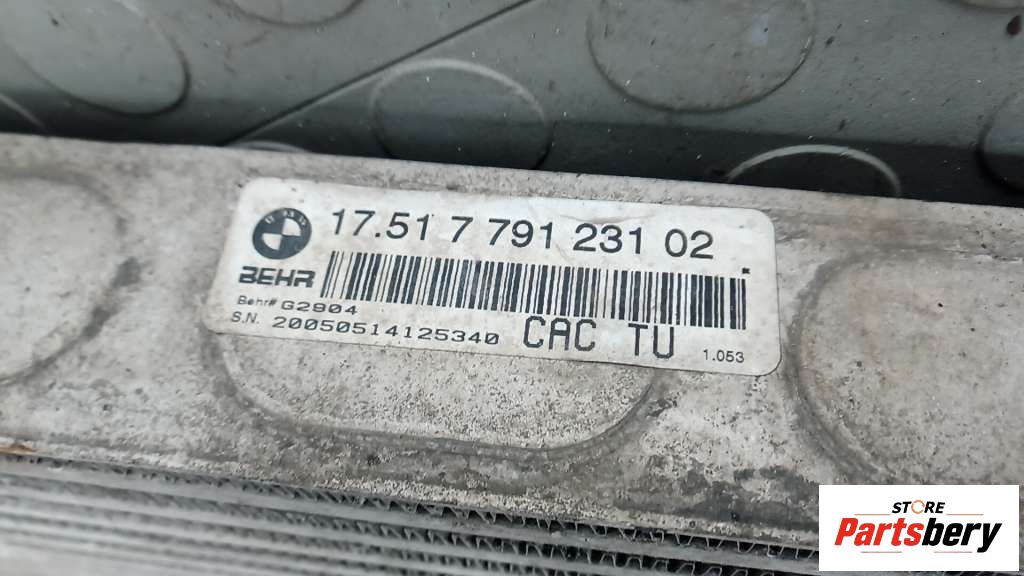 17.51 7 791 231 02
BEHR
Behr# G2904
S.N. 20050514125340 CAC TU 1.053
STORE
Partsbery